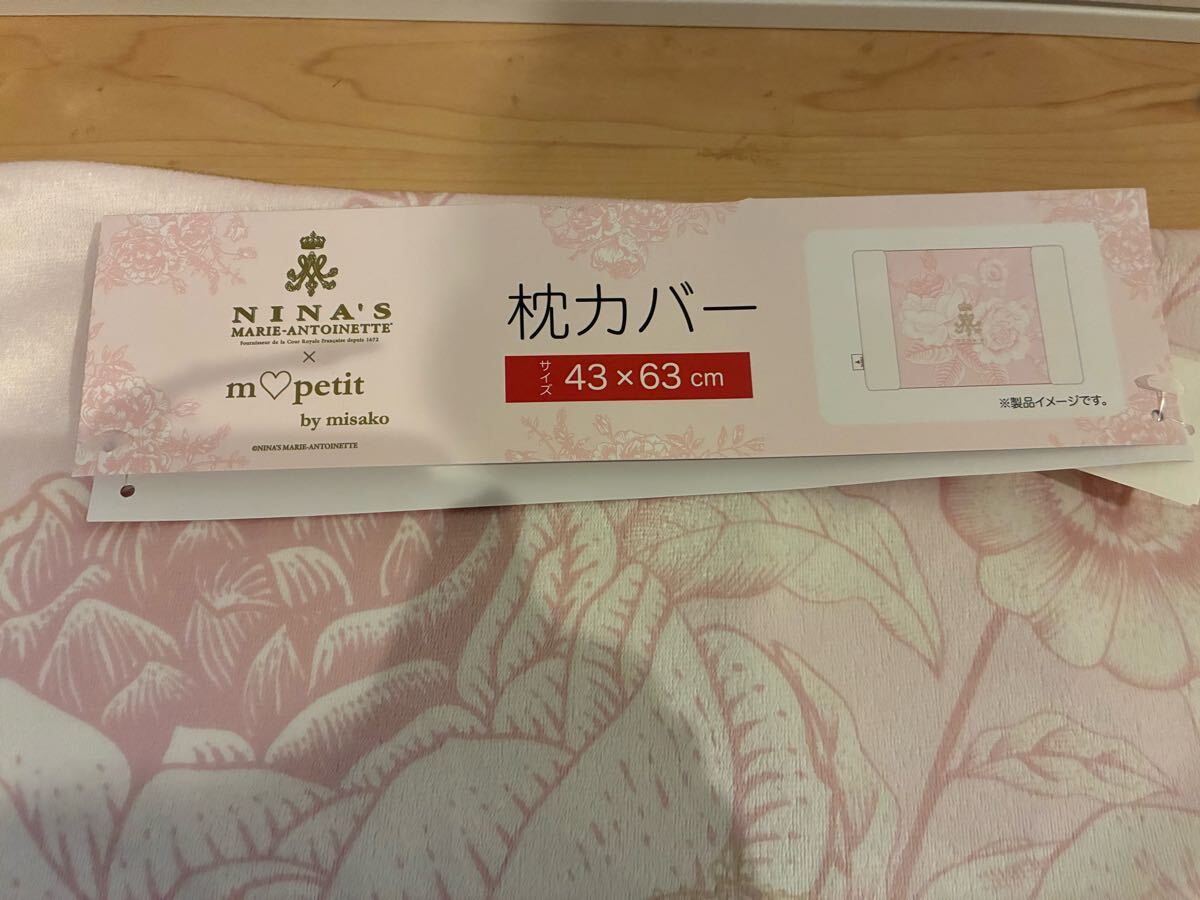 NINA'S
MARIE-ANTOINETTE
Fournisseur de la Cour Royale Française depuis 1672
×
m♡petit
by misako
©NINA'S MARIE-ANTOINETTE
枕カバー
サイズ 43×63cm
※製品イメージです。